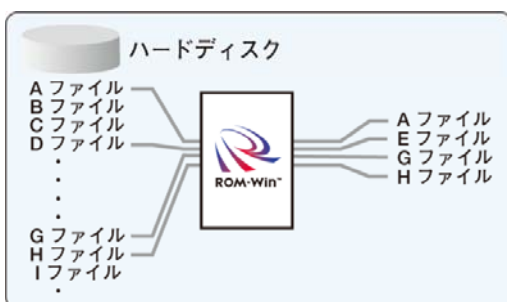 ハードディスク
A ファイル
B ファイル
C ファイル
D ファイル
・
・
・
・
G ファイル
H ファイル
I ファイル
・
ROM-Win™
A ファイル
E ファイル
G ファイル
H ファイル